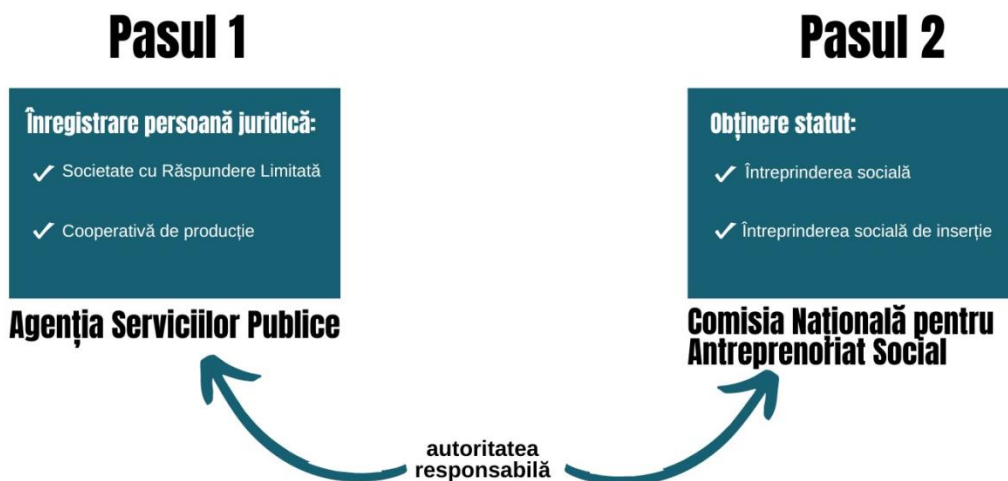 Pasul 1
Înregistrare persoană juridică:
Societate cu Răspundere Limitată
Cooperativă de producție
Agenția Serviciilor Publice
Pasul 2
Obținere statut:
Întreprinderea socială
Întreprinderea socială de inserție
Comisia Națională pentru
Antreprenoriat Social
autoritatea
responsabilă